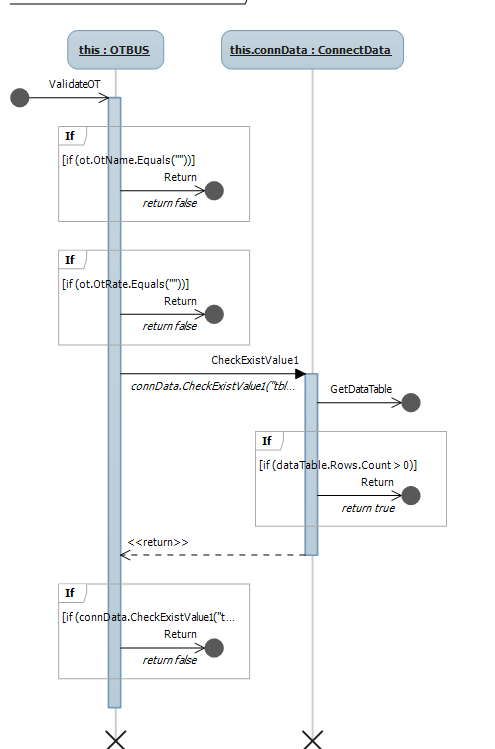 this : OTBUS
this.connData : ConnectData
ValidateOT
If
[if (ot.OtName.Equals(""))]
Return
return false
If
[if (ot.OtRate.Equals(""))]
Return
return false
CheckExistValue1
connData.CheckExistValue1("tbl...
GetDataTable
If
[if (dataTable.Rows.Count > 0)]
Return
return true
<<return>>
If
[if (connData.CheckExistValue1("t...
Return
return false